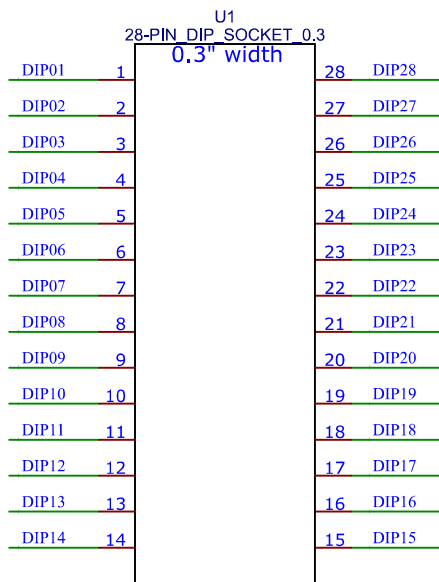 U1
28-PIN_DIP_SOCKET_0.3
0.3" width
DIP01 1 28 DIP28
DIP02 2 27 DIP27
DIP03 3 26 DIP26
DIP04 4 25 DIP25
DIP05 5 24 DIP24
DIP06 6 23 DIP23
DIP07 7 22 DIP22
DIP08 8 21 DIP21
DIP09 9 20 DIP20
DIP10 10 19 DIP19
DIP11 11 18 DIP18
DIP12 12 17 DIP17
DIP13 13 16 DIP16
DIP14 14 15 DIP15